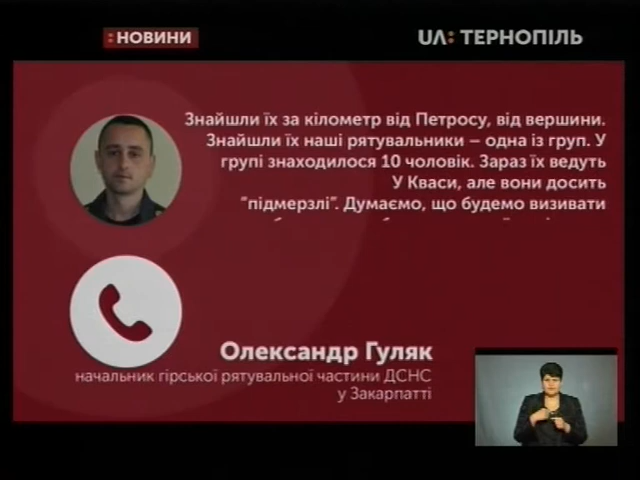 :НОВИНИ
UA: ТЕРНОПІЛЬ
Знайшли їх за кілометр від Петросу, від вершини.
Знайшли їх наші рятувальники – одна із груп. У
групі знаходилося 10 чоловік. Зараз їх ведуть
У Кваси, але вони досить
"підмерзлі". Думаємо, що будемо визивати
Олександр Гуляк
начальник гірської рятувальної частини ДСНС
у Закарпатті